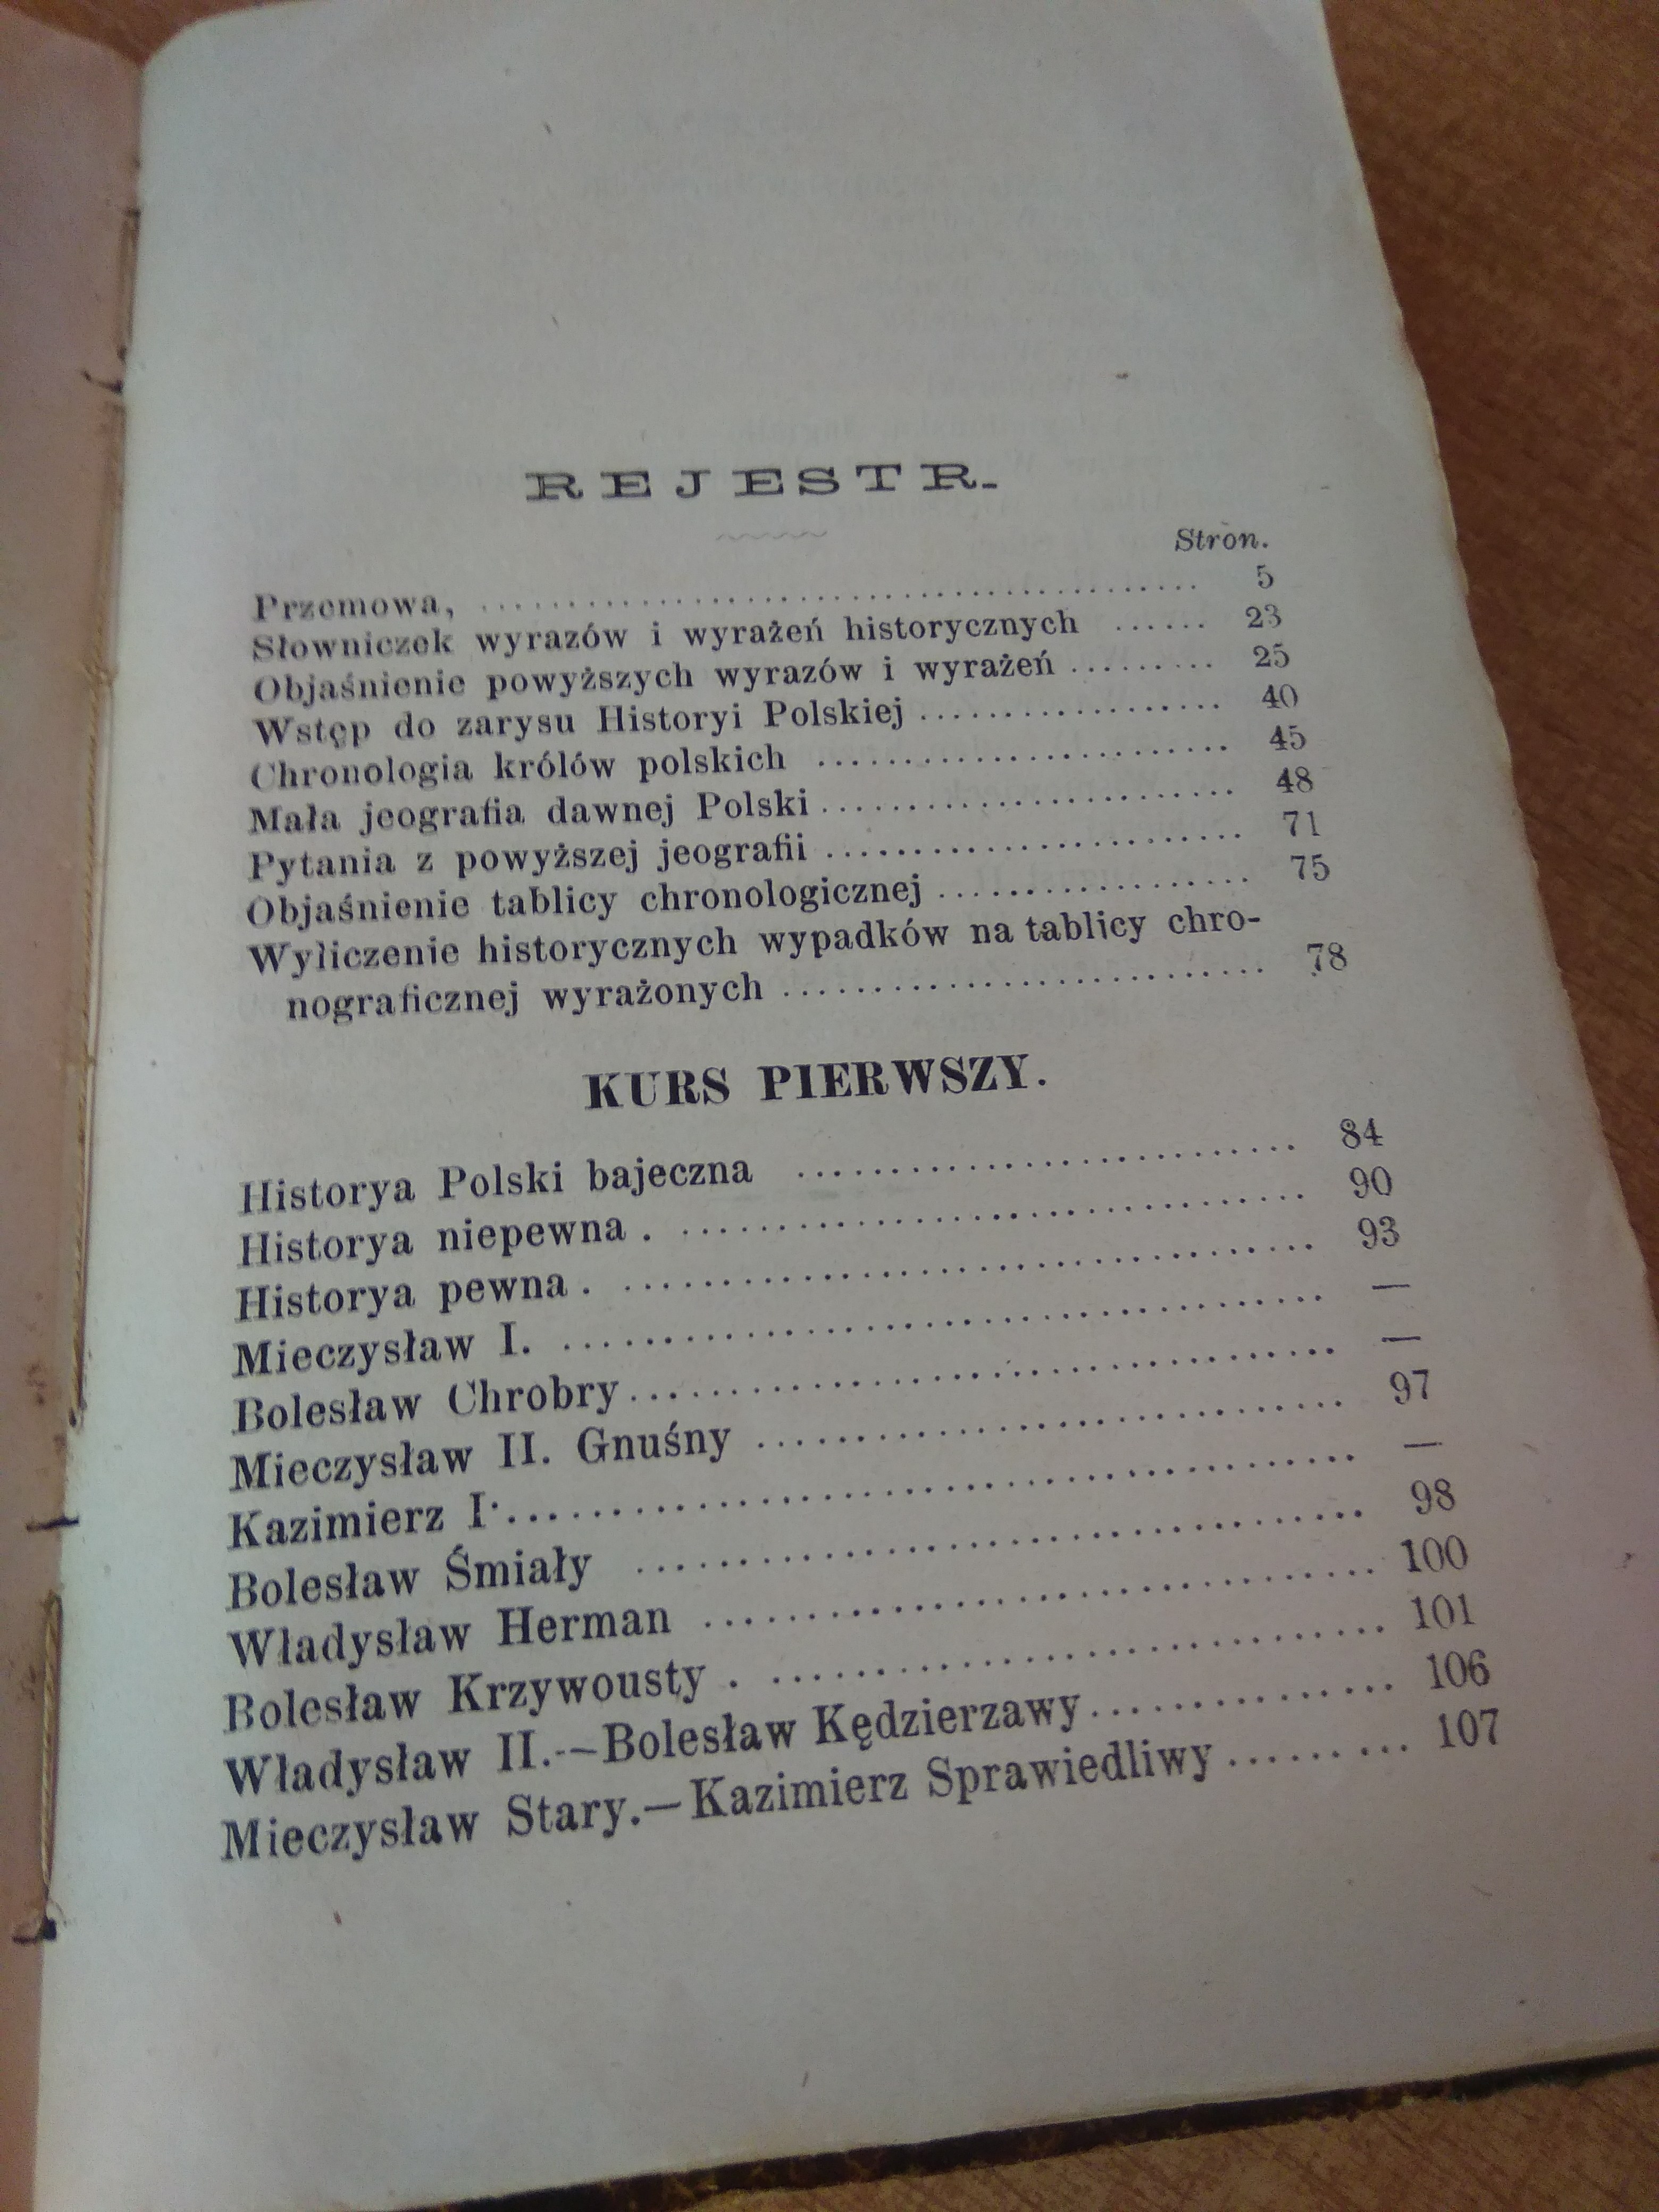 REJESTR.
Stron.
Przemowa, ........................................ 5
Słowniczek wyrazów i wyrażeń historycznych ...... 23
Objaśnienie powyższych wyrazów i wyrażeń ......... 25
Wstęp do zarysu Historyi Polskiej .................. 40
Chronologia królów polskich ........................ 45
Mała jeografia dawnej Polski ........................ 48
Pytania z powyższej jeografii ........................ 71
Objaśnienie tablicy chronologicznej .................. 75
Wyliczenie historycznych wypadków na tablicy chro-
nograficznej wyrażonych ........................... 78
KURS PIERWSZY.
Historya Polski bajeczna ........................... 84
Historya niepewna . ................................ 90
Historya pewna . ................................... 93
Mieczysław I. ...................................... —
Bolesław Chrobry ................................... —
Mieczysław II. Gnuśny .............................. 97
Kazimierz I· ....................................... —
Bolesław Śmiały .................................... 98
Władysław Herman ................................... 100
Bolesław Krzywousty . .............................. 101
Władysław II.—Bolesław Kędzierzawy ............... 106
Mieczysław Stary.—Kazimierz Sprawiedliwy ......... 107